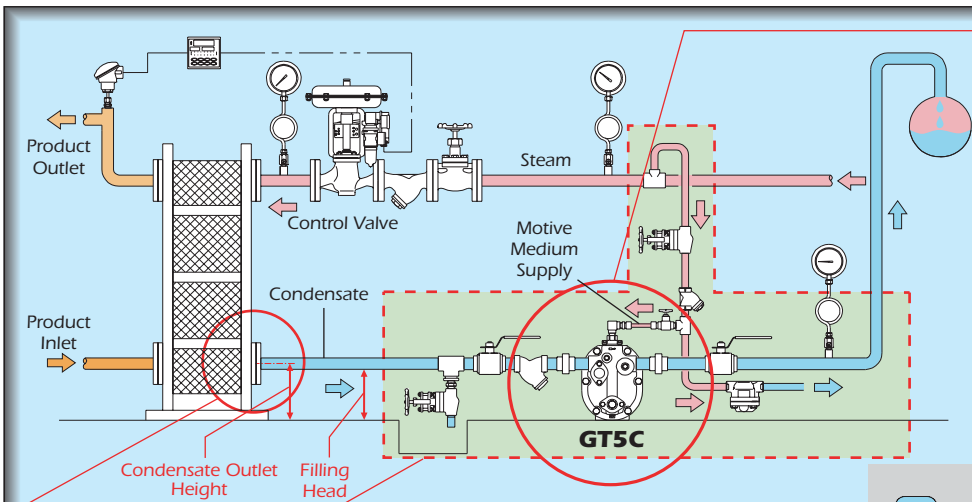 Product
Outlet
Steam
Control Valve
Motive
Medium
Supply
Condensate
Product
Inlet
GT5C
Condensate Outlet
Height
Filling
Head